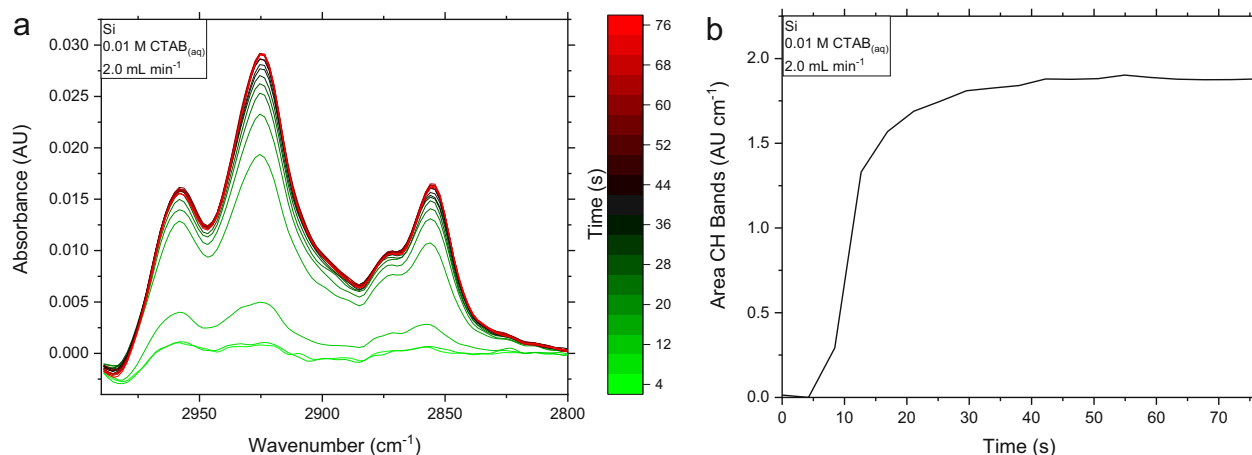 a
Si
0.01 M CTAB(aq)
2.0 mL min⁻¹
0.030
0.025
0.020
0.015
0.010
0.005
0.000
Absorbance (AU)
2950
2900
2850
2800
Wavenumber (cm⁻¹)
Time (s)
76
68
60
52
44
36
28
20
12
4
b
Si
0.01 M CTAB(aq)
2.0 mL min⁻¹
2.0
1.5
1.0
0.5
0.0
Area CH Bands (AU cm⁻¹)
0
10
20
30
40
50
60
70
Time (s)